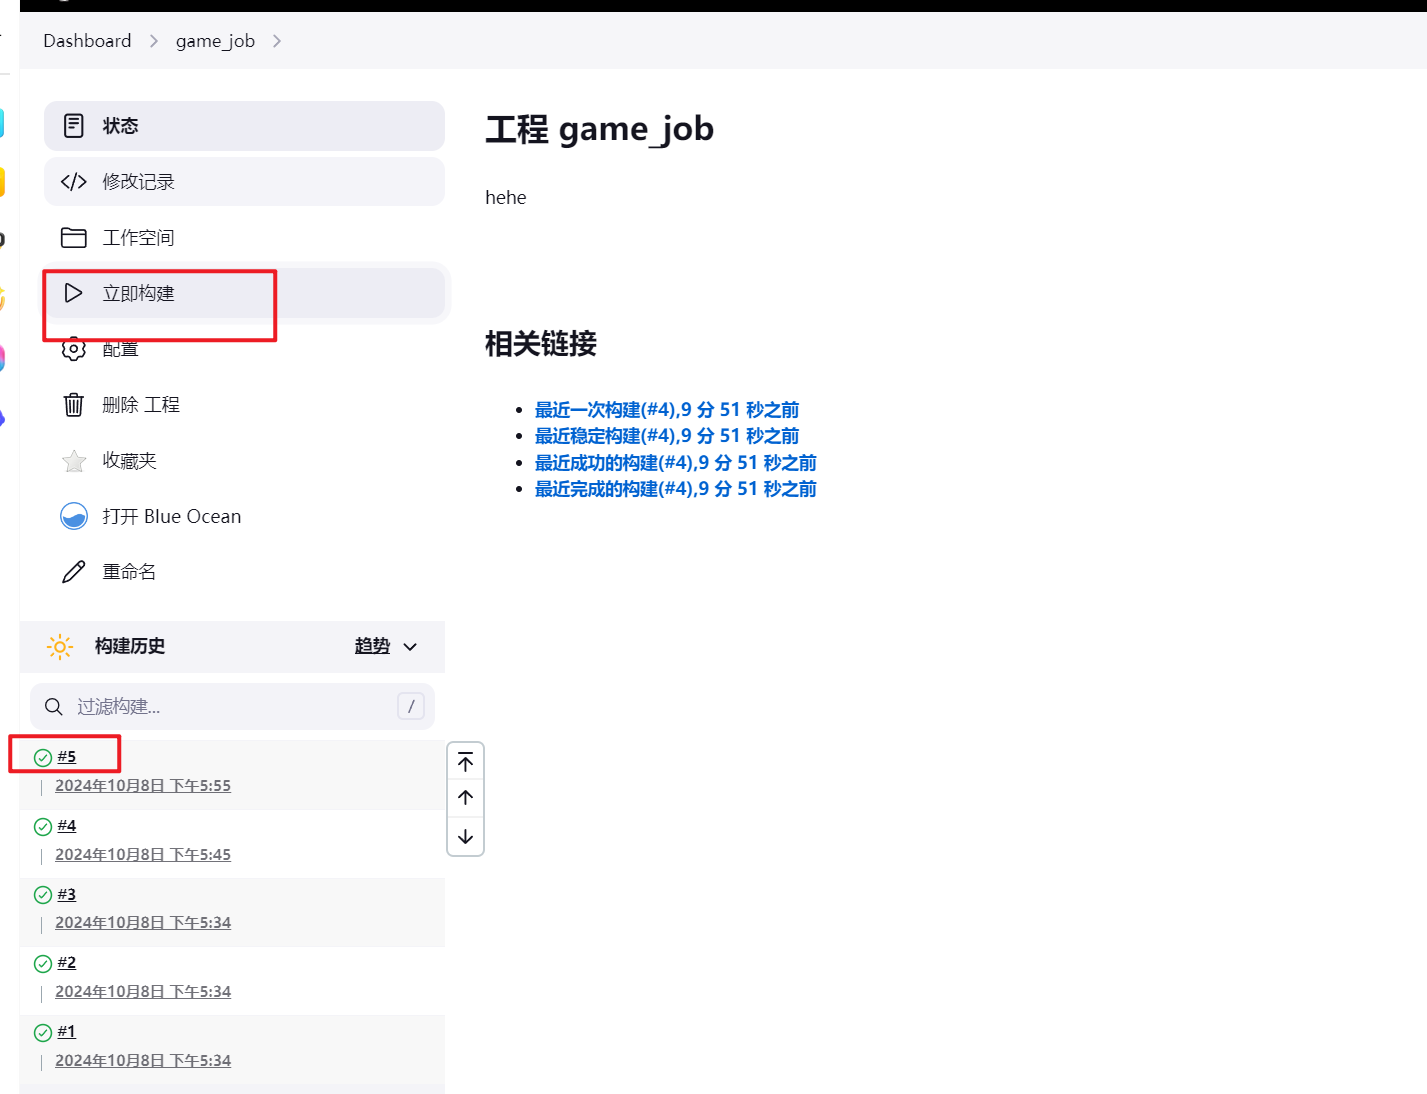 Dashboard > game_job >
状态
修改记录
工作空间
立即构建
配置
删除 工程
收藏夹
打开 Blue Ocean
重命名
构建历史 趋势
过滤构建... /
#5
2024年10月8日 下午5:55
#4
2024年10月8日 下午5:45
#3
2024年10月8日 下午5:34
#2
2024年10月8日 下午5:34
#1
2024年10月8日 下午5:34
工程 game_job
hehe
相关链接
最近一次构建(#4),9 分 51 秒之前
最近稳定构建(#4),9 分 51 秒之前
最近成功的构建(#4),9 分 51 秒之前
最近完成的构建(#4),9 分 51 秒之前